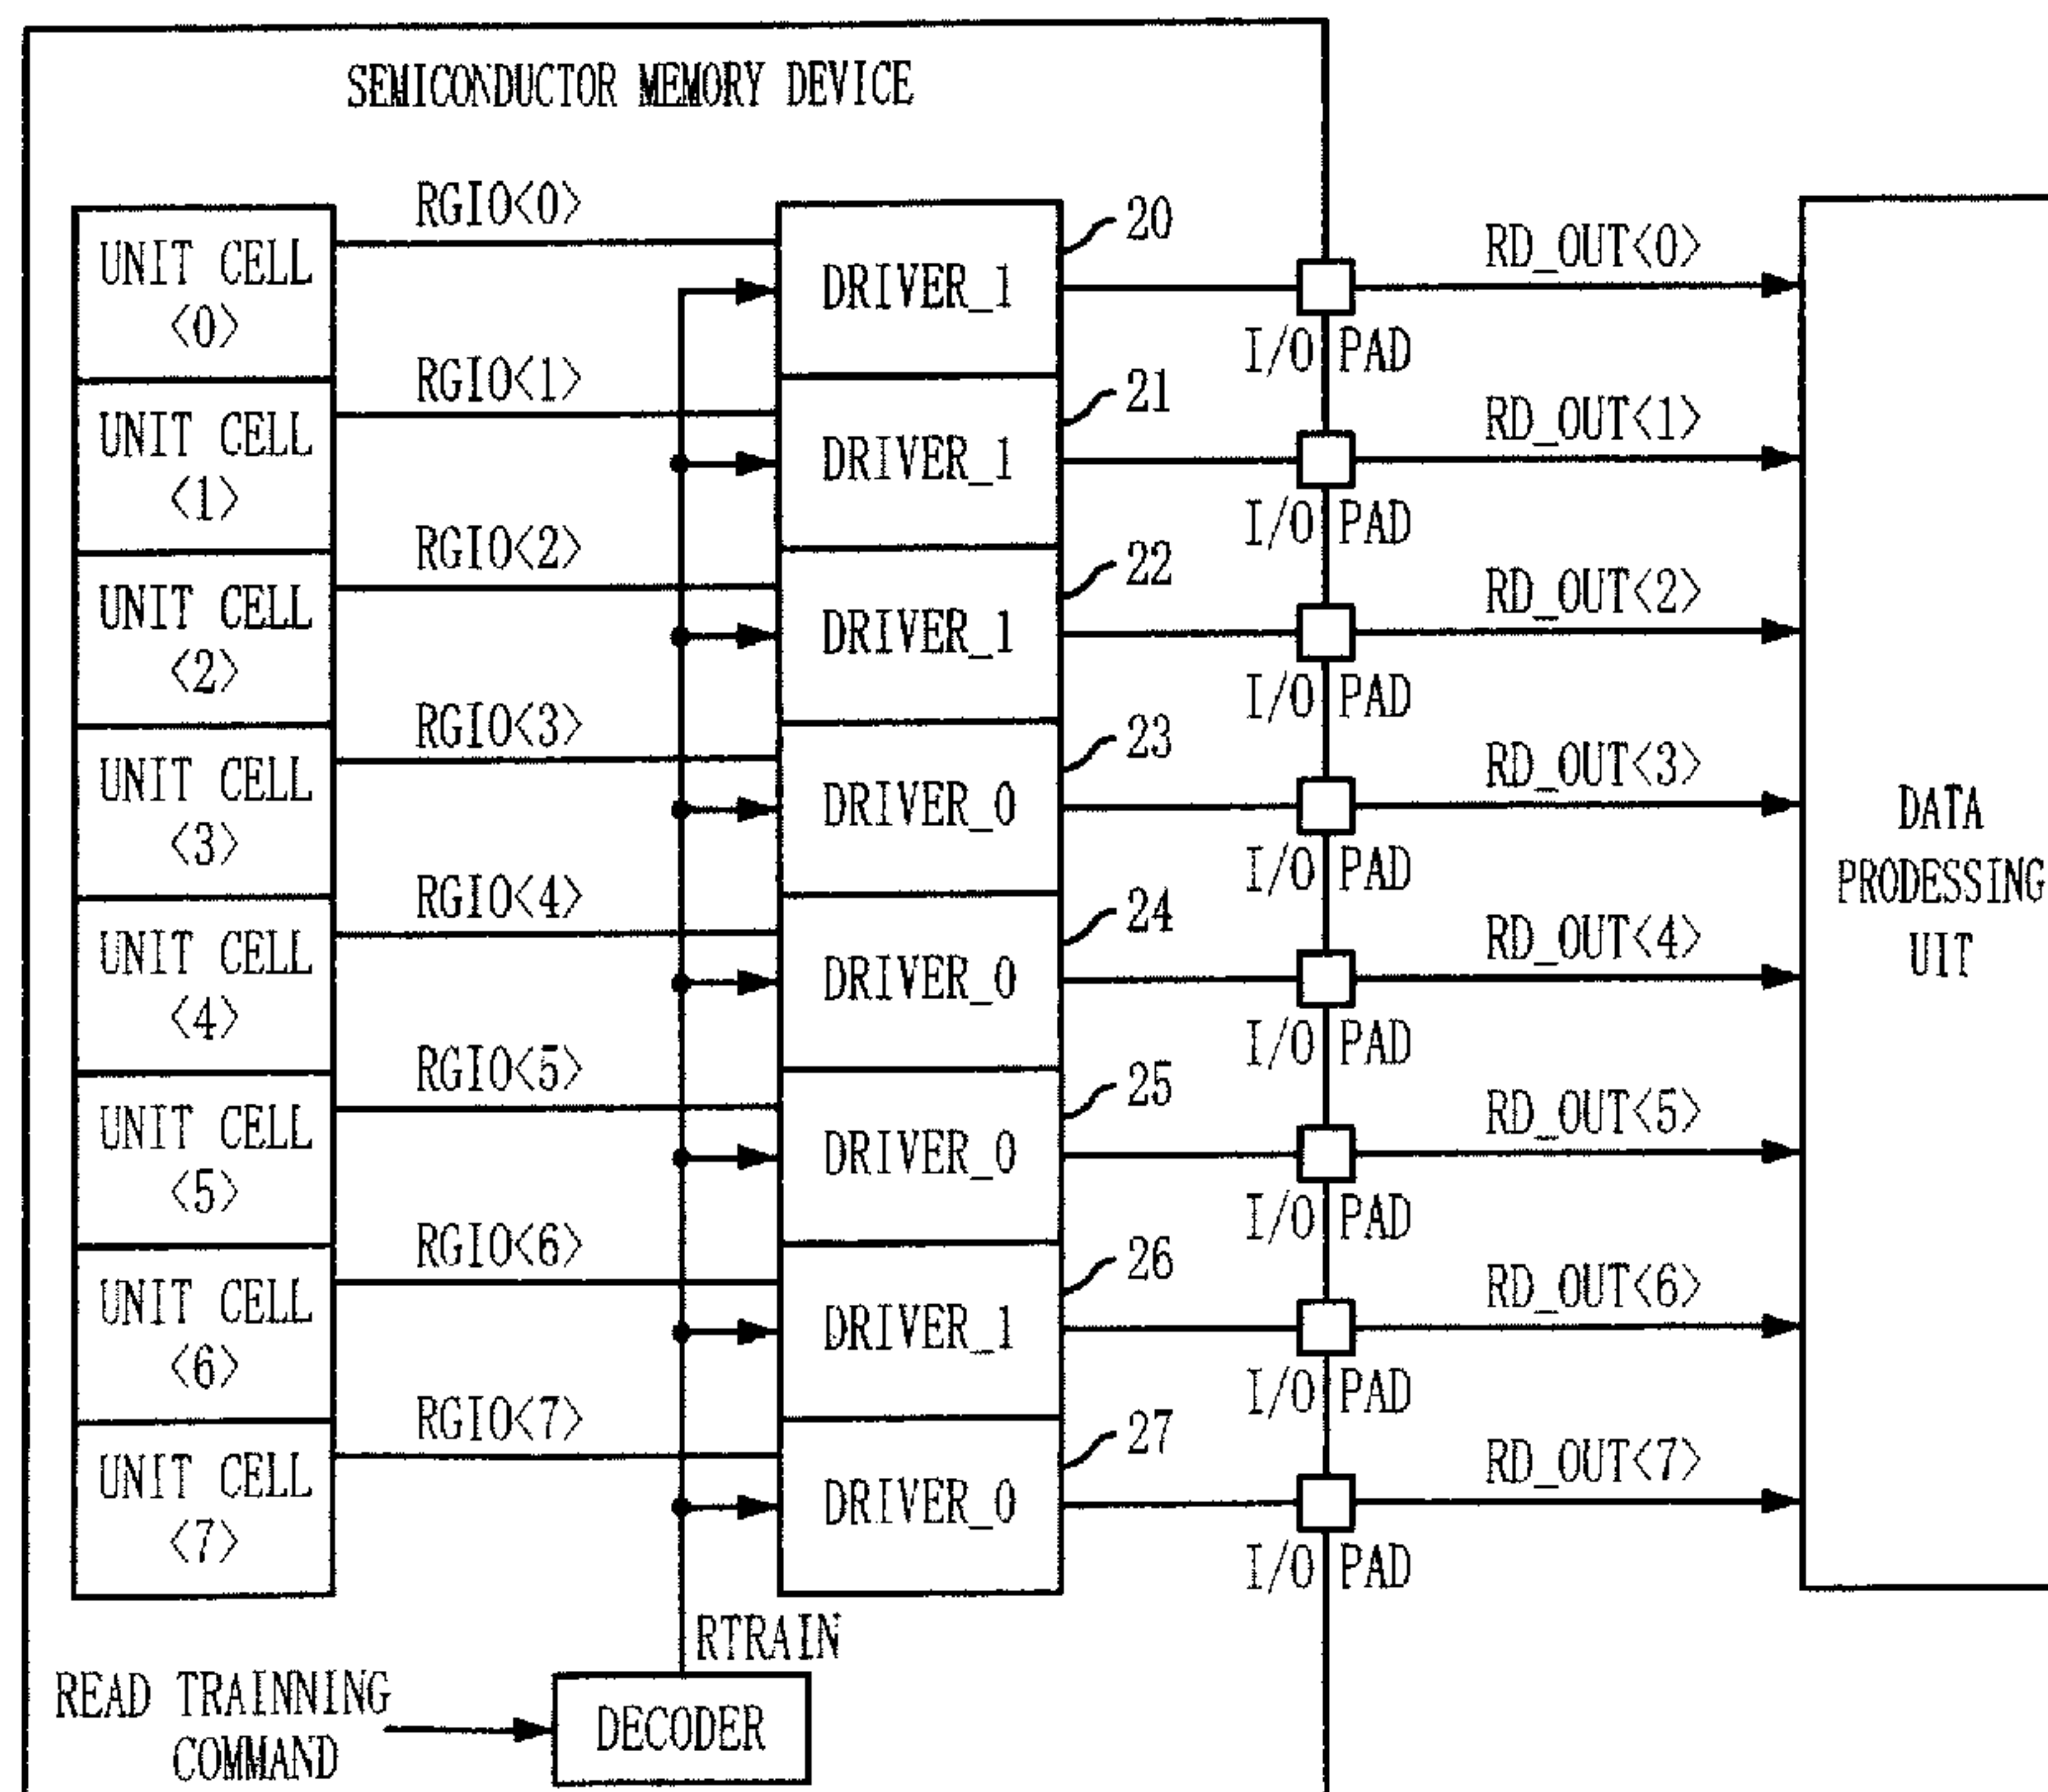 SEMICONDUCTOR MEMORY DEVICE
UNIT CELL
<0>
RGIO<0>
DRIVER_1
20
I/O PAD
RD_OUT<0>
UNIT CELL
<1>
RGIO<1>
DRIVER_1
21
I/O PAD
RD_OUT<1>
UNIT CELL
<2>
RGIO<2>
DRIVER_1
22
I/O PAD
RD_OUT<2>
UNIT CELL
<3>
RGIO<3>
DRIVER_0
23
I/O PAD
RD_OUT<3>
UNIT CELL
<4>
RGIO<4>
DRIVER_0
24
I/O PAD
RD_OUT<4>
UNIT CELL
<5>
RGIO<5>
DRIVER_0
25
I/O PAD
RD_OUT<5>
UNIT CELL
<6>
RGIO<6>
DRIVER_1
26
I/O PAD
RD_OUT<6>
UNIT CELL
<7>
RGIO<7>
DRIVER_0
27
I/O PAD
RD_OUT<7>
DATA
PRODESSING
UIT
RTRAIN
READ TRAINNING
COMMAND
DECODER